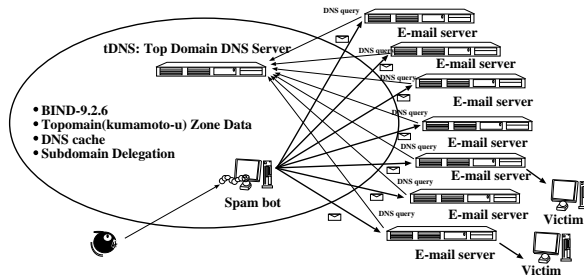 DNS query
E-mail server
tDNS: Top Domain DNS Server
DNS query
E-mail server
DNS query
E-mail server
• BIND-9.2.6
• Topomain(kumamoto-u) Zone Data
• DNS cache
• Subdomain Delegation
DNS query
E-mail server
DNS query
E-mail server
DNS query
Spam bot
E-mail server
Victim
DNS query
E-mail server
Victim